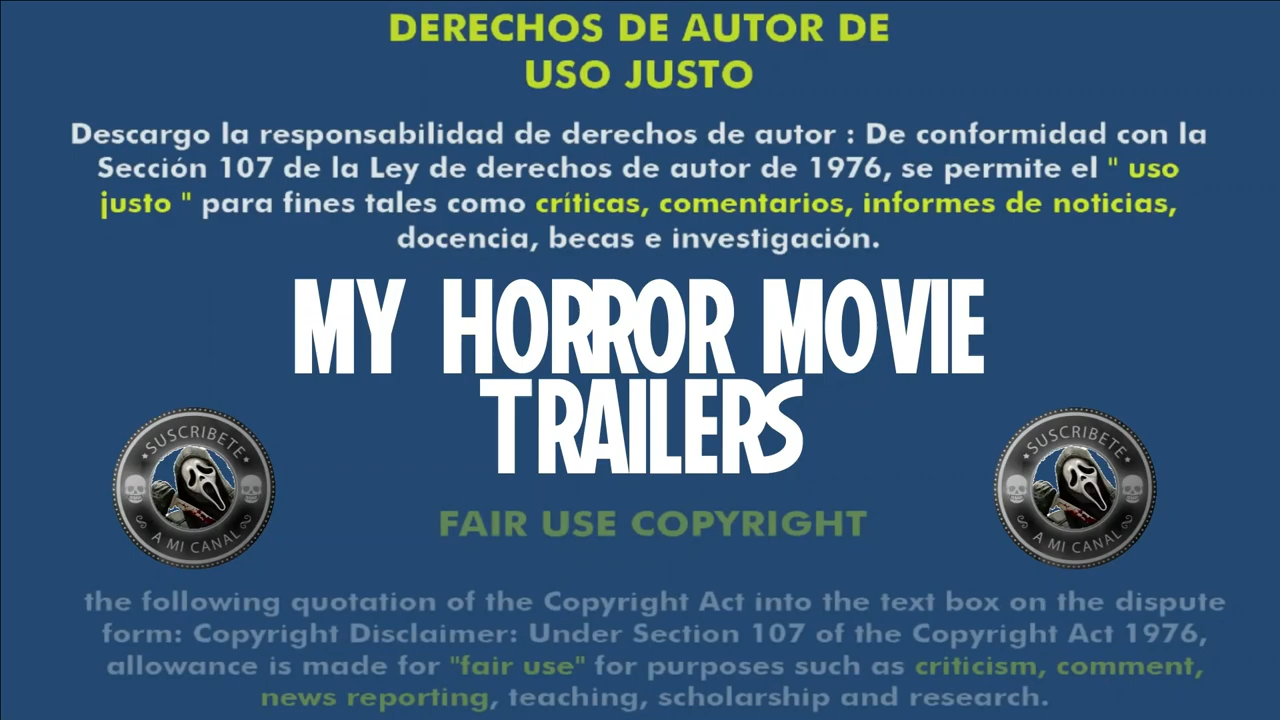 DERECHOS DE AUTOR DE
USO JUSTO
Descargo la responsabilidad de derechos de autor : De conformidad con la
Sección 107 de la Ley de derechos de autor de 1976, se permite el " uso
justo " para fines tales como críticas, comentarios, informes de noticias,
docencia, becas e investigación.
MY HORROR MOVIE
TRAILERS
SUSCRIBETE
A MI CANAL
SUSCRIBETE
A MI CANAL
FAIR USE COPYRIGHT
the following quotation of the Copyright Act into the text box on the dispute
form: Copyright Disclaimer: Under Section 107 of the Copyright Act 1976,
allowance is made for "fair use" for purposes such as criticism, comment,
news reporting, teaching, scholarship and research.